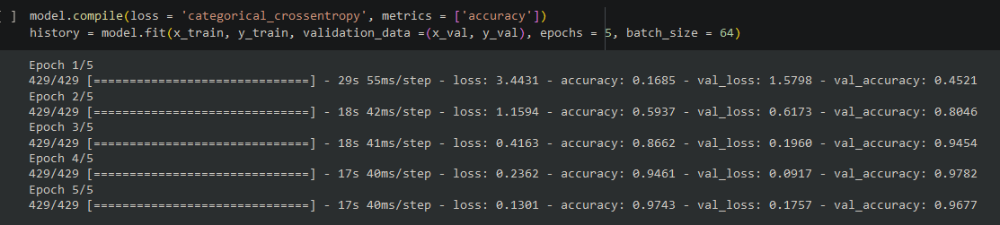 [ ] model.compile(loss = 'categorical_crossentropy', metrics = ['accuracy'])
history = model.fit(x_train, y_train, validation_data =(x_val, y_val), epochs = 5, batch_size = 64)
Epoch 1/5
429/429 [==============================] - 29s 55ms/step - loss: 3.4431 - accuracy: 0.1685 - val_loss: 1.5798 - val_accuracy: 0.4521
Epoch 2/5
429/429 [==============================] - 18s 42ms/step - loss: 1.1594 - accuracy: 0.5937 - val_loss: 0.6173 - val_accuracy: 0.8046
Epoch 3/5
429/429 [==============================] - 18s 41ms/step - loss: 0.4163 - accuracy: 0.8662 - val_loss: 0.1960 - val_accuracy: 0.9454
Epoch 4/5
429/429 [==============================] - 17s 40ms/step - loss: 0.2362 - accuracy: 0.9461 - val_loss: 0.0917 - val_accuracy: 0.9782
Epoch 5/5
429/429 [==============================] - 17s 40ms/step - loss: 0.1301 - accuracy: 0.9743 - val_loss: 0.1757 - val_accuracy: 0.9677